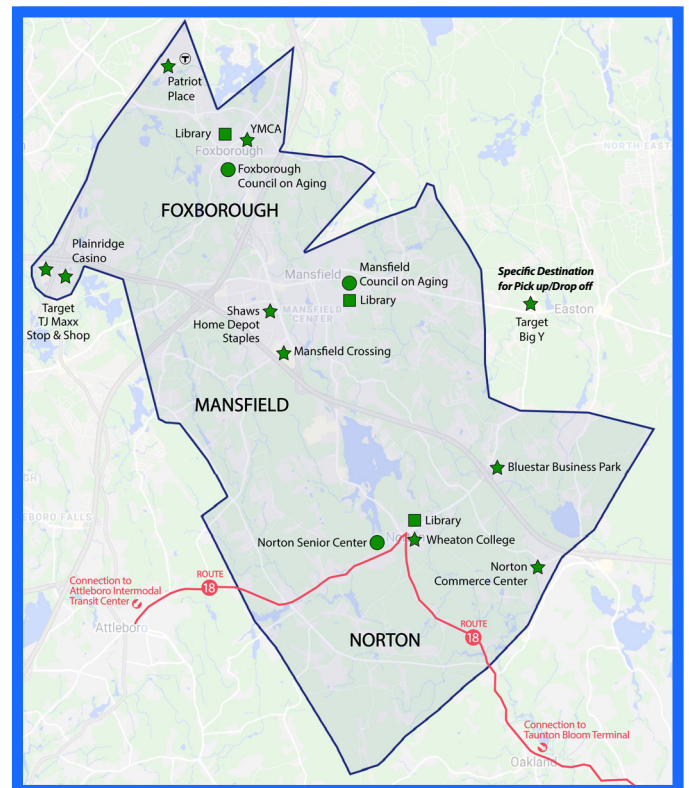 T
Patriot
Place
Library
YMCA
Foxborough
Foxborough
Council on Aging
FOXBOROUGH
NORTH EAST
Plainridge
Casino
Target
TJ Maxx
Stop & Shop
Mansfield
Mansfield
Council on Aging
Library
MANSFIELD
CENTER
Shaws
Home Depot
Staples
Mansfield Crossing
Specific Destination
for Pick up/Drop off
Easton
Target
Big Y
MANSFIELD
Bluestar Business Park
BORO FALLS
Library
Norton Senior Center
Wheaton College
Norton
Commerce Center
Connection to
Attleboro Intermodal
Transit Center
ROUTE
18
Attleboro
NORTON
ROUTE
18
Connection to
Taunton Bloom Terminal
Oakland